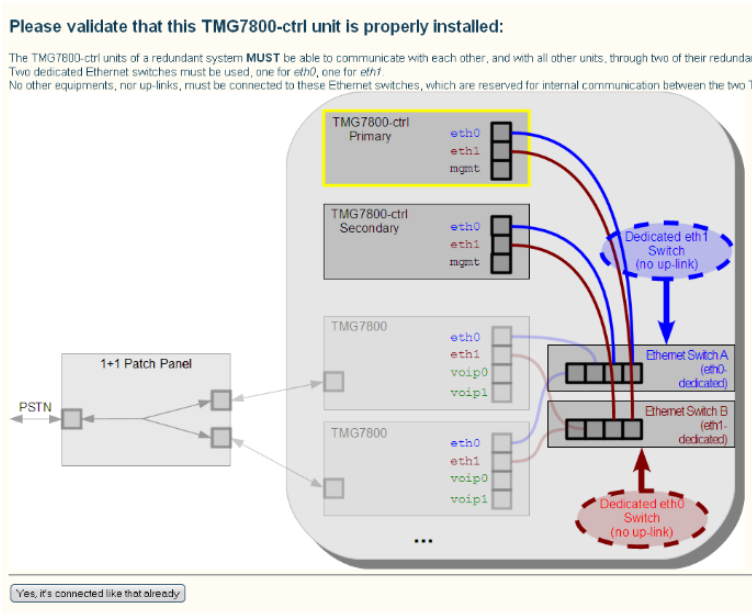 Please validate that this TMG7800-ctrl unit is properly installed:
The TMG7800-ctrl units of a redundant system MUST be able to communicate with each other, and with all other units, through two of their redundan
Two dedicated Ethernet switches must be used, one for eth0, one for eth1.
No other equipments, nor up-links, must be connected to these Ethernet switches, which are reserved for internal communication between the two T
TMG7800-ctrl
Primary
eth0
eth1
mgmt
TMG7800-ctrl
Secondary
eth0
eth1
mgmt
Dedicated eth1
Switch
(no up-link)
TMG7800
eth0
eth1
voip0
voip1
Ethernet Switch A
(eth0-
dedicated)
1+1 Patch Panel
PSTN
Ethernet Switch B
(eth1-
dedicated)
TMG7800
eth0
eth1
voip0
voip1
Dedicated eth0
Switch
(no up-link)
...
Yes, it's connected like that already